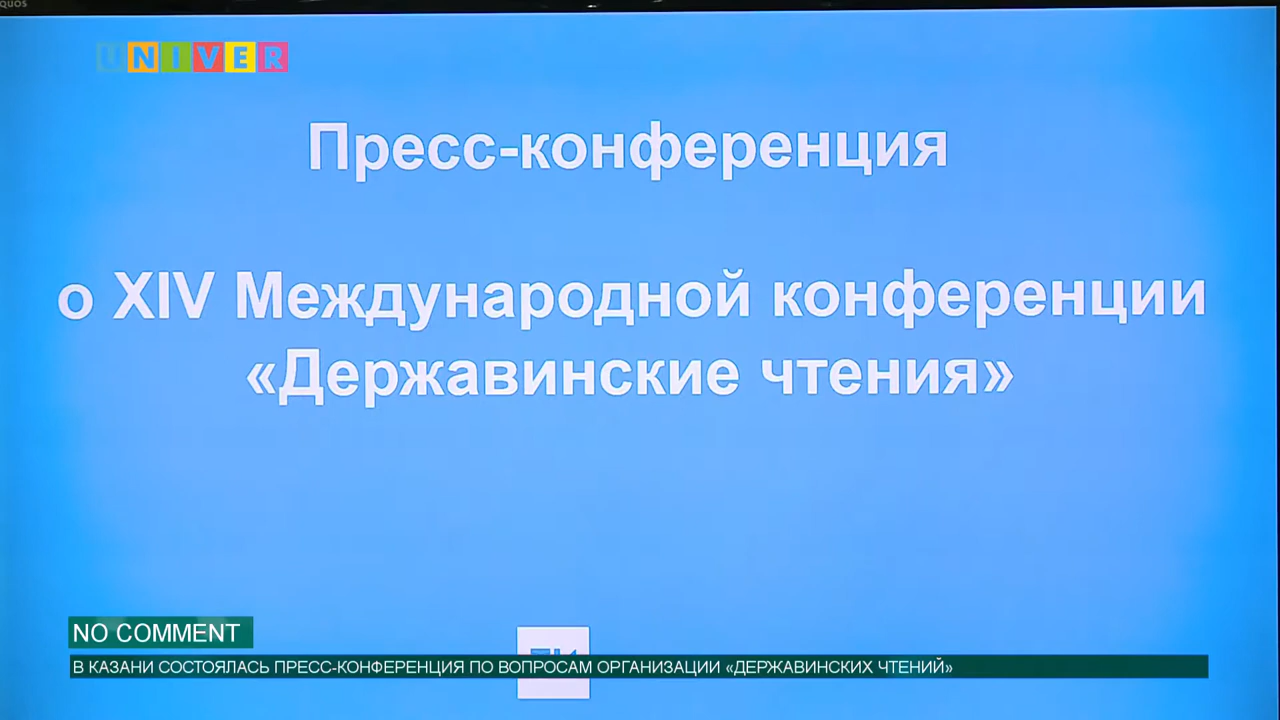 QUOS
UNIVER
Пресс-конференция
о XIV Международной конференции
«Державинские чтения»
NO COMMENT
В КАЗАНИ СОСТОЯЛАСЬ ПРЕСС-КОНФЕРЕНЦИЯ ПО ВОПРОСАМ ОРГАНИЗАЦИИ «ДЕРЖАВИНСКИХ ЧТЕНИЙ»